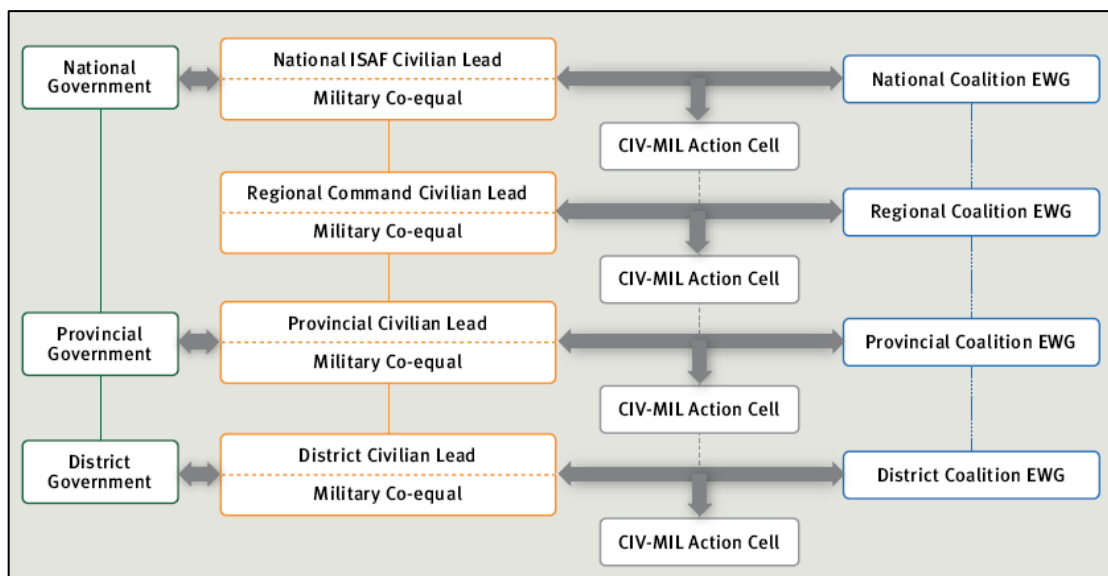 National
Government
National ISAF Civilian Lead
Military Co-equal
National Coalition EWG
CIV-MIL Action Cell
Regional Command Civilian Lead
Military Co-equal
Regional Coalition EWG
CIV-MIL Action Cell
Provincial
Government
Provincial Civilian Lead
Military Co-equal
Provincial Coalition EWG
CIV-MIL Action Cell
District
Government
District Civilian Lead
Military Co-equal
District Coalition EWG
CIV-MIL Action Cell